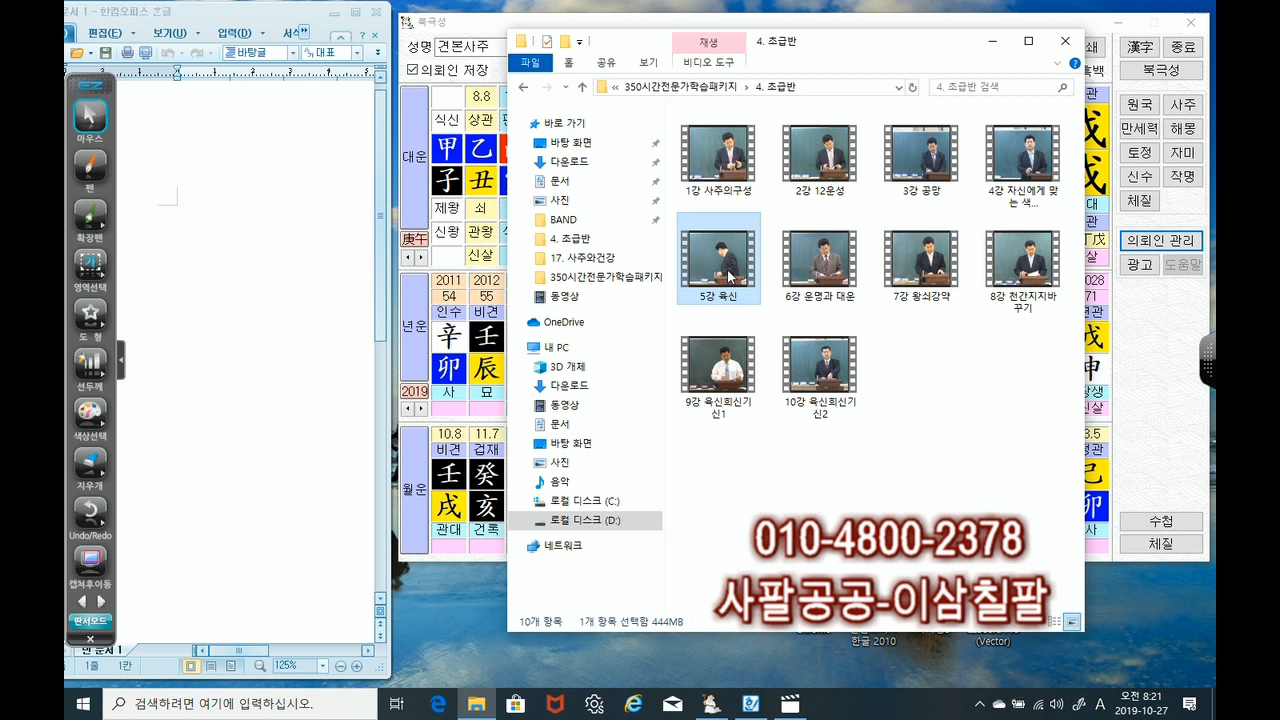 문서 1 - 한컴오피스 한글
편집(E) 보기(U) 입력(D) 서식
바탕글 대표
EZ
마우스
펜
확장펜
영역선택
도 형
선두께
색상선택
지우개
Undo/Redo
캡쳐후이동
판서모드
빈 문서 1
1줄 1칸 125%
북극성
성명 견본사주
의뢰인 저장
8.8
식신 상관
대운 甲 乙
子 丑
제왕 쇠
신왕 관왕
庚午
신살
2011 2012
54 55
인수 비견
년운 辛 壬
卯 辰
2019 사 묘
10.8 11.7
비견 겁재
월운 壬 癸
戌 亥
관대 건록
재생
4. 초급반
파일 홈 공유 보기 비디오 도구
« 350시간전문가학습패키지 › 4. 초급반
4. 초급반 검색
바로 가기
바탕 화면
다운로드
문서
사진
BAND
4. 초급반
17. 사주와건강
350시간전문가학습패키지
동영상
OneDrive
내 PC
3D 개체
다운로드
동영상
문서
바탕 화면
사진
음악
로컬 디스크 (C:)
로컬 디스크 (D:)
네트워크
1강 사주의구성
2강 12운성
3강 공망
4강 자신에게 맞는 색...
5강 육신
6강 운명과 대운
7강 왕쇠강약
8강 천간지지바꾸기
9강 육신희신기신1
10강 육신희신기신2
10개 항목 1개 항목 선택함 444MB
010-4800-2378
사팔공공-이삼칠팔
漢字 종료
흑백 북극성
원국 사주
만세력 해몽
토정 자미
신수 작명
체질
의뢰인 관리
광고 도움말
수첩
체질
한글 2010
(Vector)
검색하려면 여기에 입력하십시오.
A
오전 8:21
2019-10-27